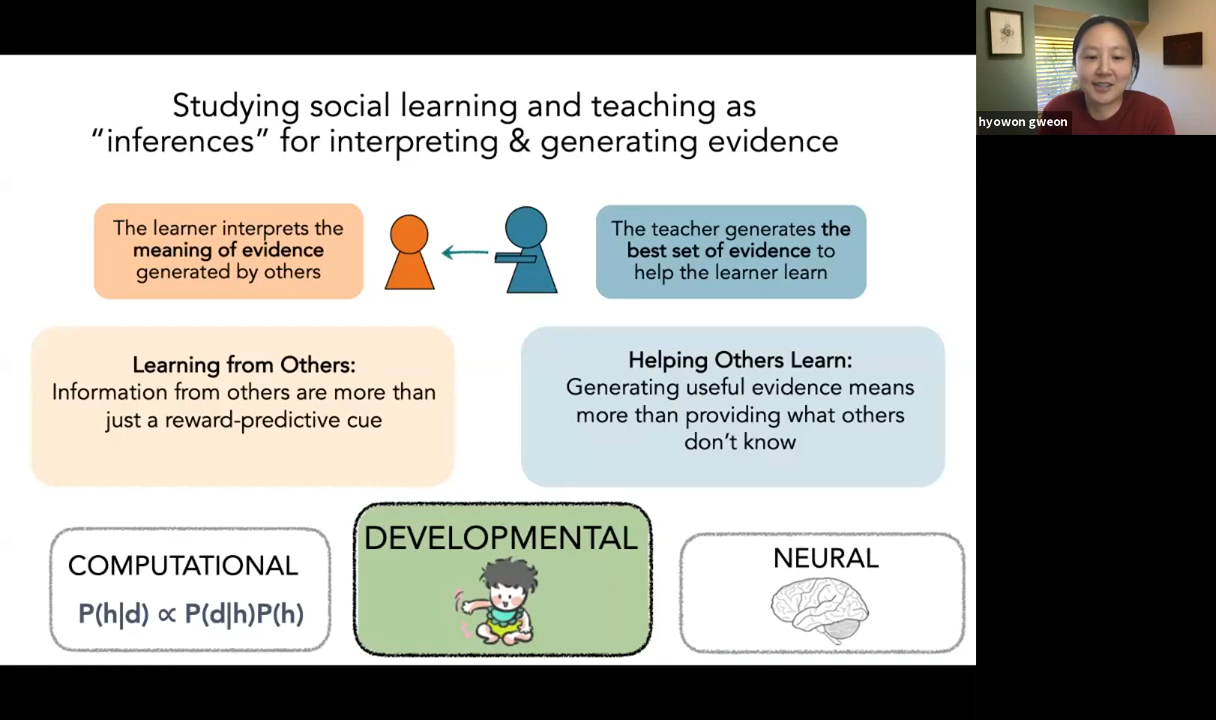 Studying social learning and teaching as
“inferences” for interpreting & generating evidence
The learner interprets the
meaning of evidence
generated by others
The teacher generates the
best set of evidence to
help the learner learn
Learning from Others:
Information from others are more than
just a reward-predictive cue
Helping Others Learn:
Generating useful evidence means
more than providing what others
don’t know
COMPUTATIONAL
P(h|d) ∝ P(d|h)P(h)
DEVELOPMENTAL
NEURAL
hyowon gweon